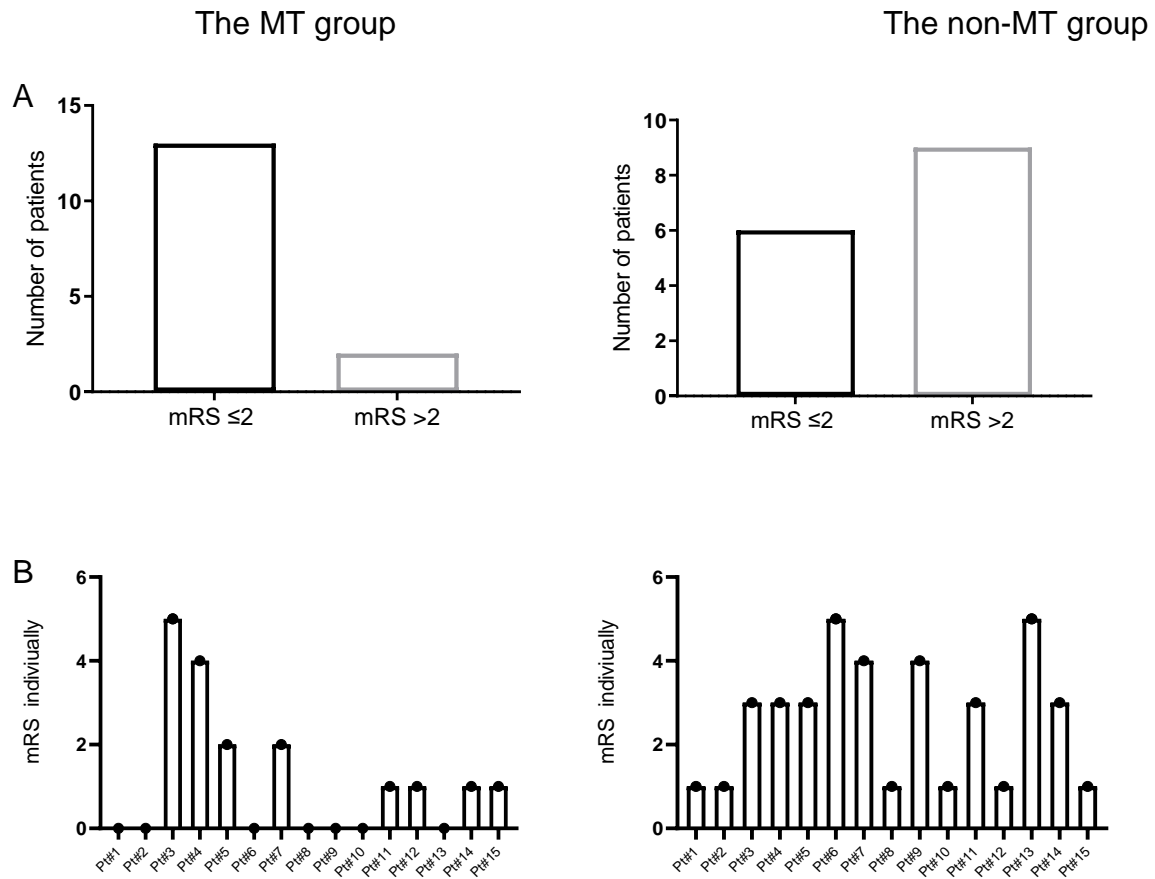 The MT group
The non-MT group
A
Number of patients
15
10
5
0
mRS ≤2
mRS >2
Number of patients
10
8
6
4
2
0
mRS ≤2
mRS >2
B
mRS indiviually
6
4
2
0
Pt#1
Pt#2
Pt#3
Pt#4
Pt#5
Pt#6
Pt#7
Pt#8
Pt#9
Pt#10
Pt#11
Pt#12
Pt#13
Pt#14
Pt#15
mRS indiviually
6
4
2
0
Pt#1
Pt#2
Pt#3
Pt#4
Pt#5
Pt#6
Pt#7
Pt#8
Pt#9
Pt#10
Pt#11
Pt#12
Pt#13
Pt#14
Pt#15